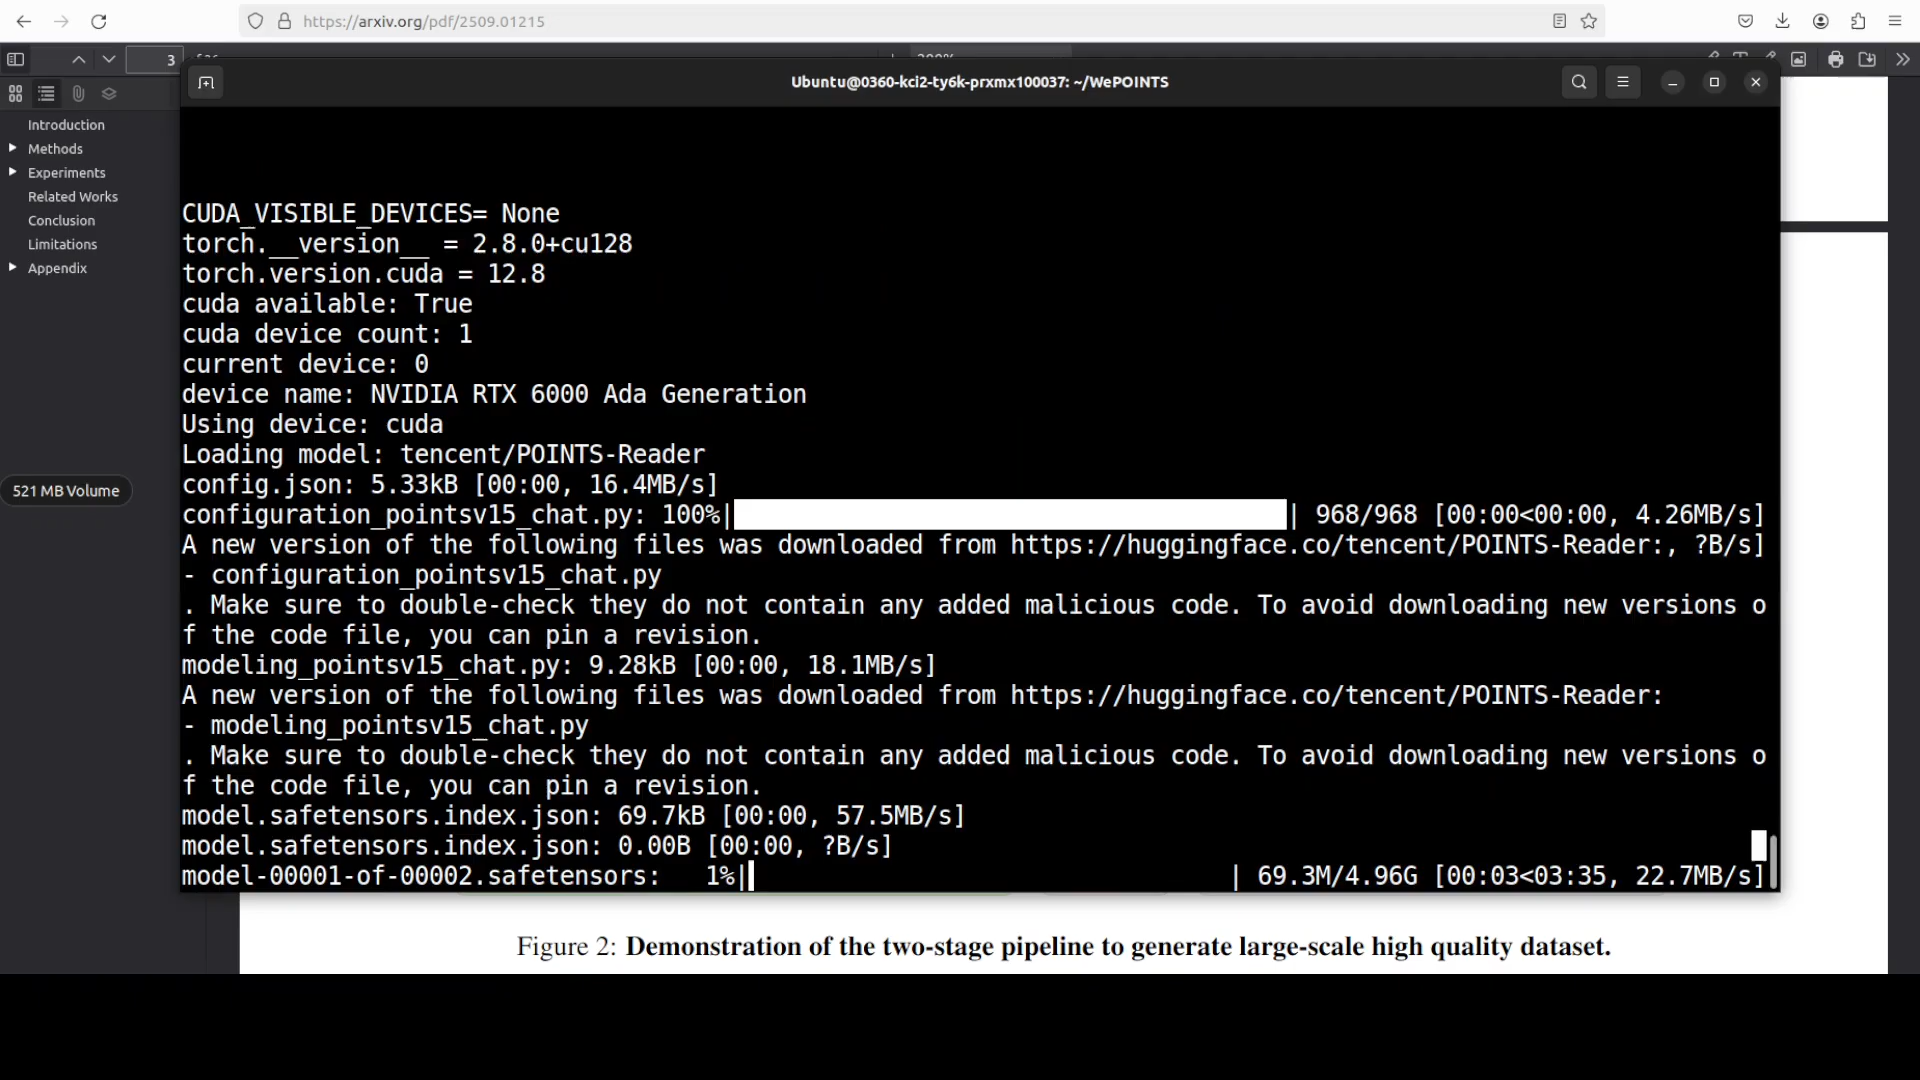 https://arxiv.org/pdf/2509.01215
3
Ubuntu@0360-kci2-ty6k-prxmx100037: ~/WePOINTS
Introduction
Methods
Experiments
Related Works
Conclusion
Limitations
Appendix
521 MB Volume
CUDA_VISIBLE_DEVICES= None
torch.__version__ = 2.8.0+cu128
torch.version.cuda = 12.8
cuda available: True
cuda device count: 1
current device: 0
device name: NVIDIA RTX 6000 Ada Generation
Using device: cuda
Loading model: tencent/POINTS-Reader
config.json: 5.33kB [00:00, 16.4MB/s]
configuration_pointsv15_chat.py: 100%| | 968/968 [00:00<00:00, 4.26MB/s]
A new version of the following files was downloaded from https://huggingface.co/tencent/POINTS-Reader:, ?B/s]
- configuration_pointsv15_chat.py
. Make sure to double-check they do not contain any added malicious code. To avoid downloading new versions o
f the code file, you can pin a revision.
modeling_pointsv15_chat.py: 9.28kB [00:00, 18.1MB/s]
A new version of the following files was downloaded from https://huggingface.co/tencent/POINTS-Reader:
- modeling_pointsv15_chat.py
. Make sure to double-check they do not contain any added malicious code. To avoid downloading new versions o
f the code file, you can pin a revision.
model.safetensors.index.json: 69.7kB [00:00, 57.5MB/s]
model.safetensors.index.json: 0.00B [00:00, ?B/s]
model-00001-of-00002.safetensors: 1%| | 69.3M/4.96G [00:03<03:35, 22.7MB/s]
Figure 2: Demonstration of the two-stage pipeline to generate large-scale high quality dataset.